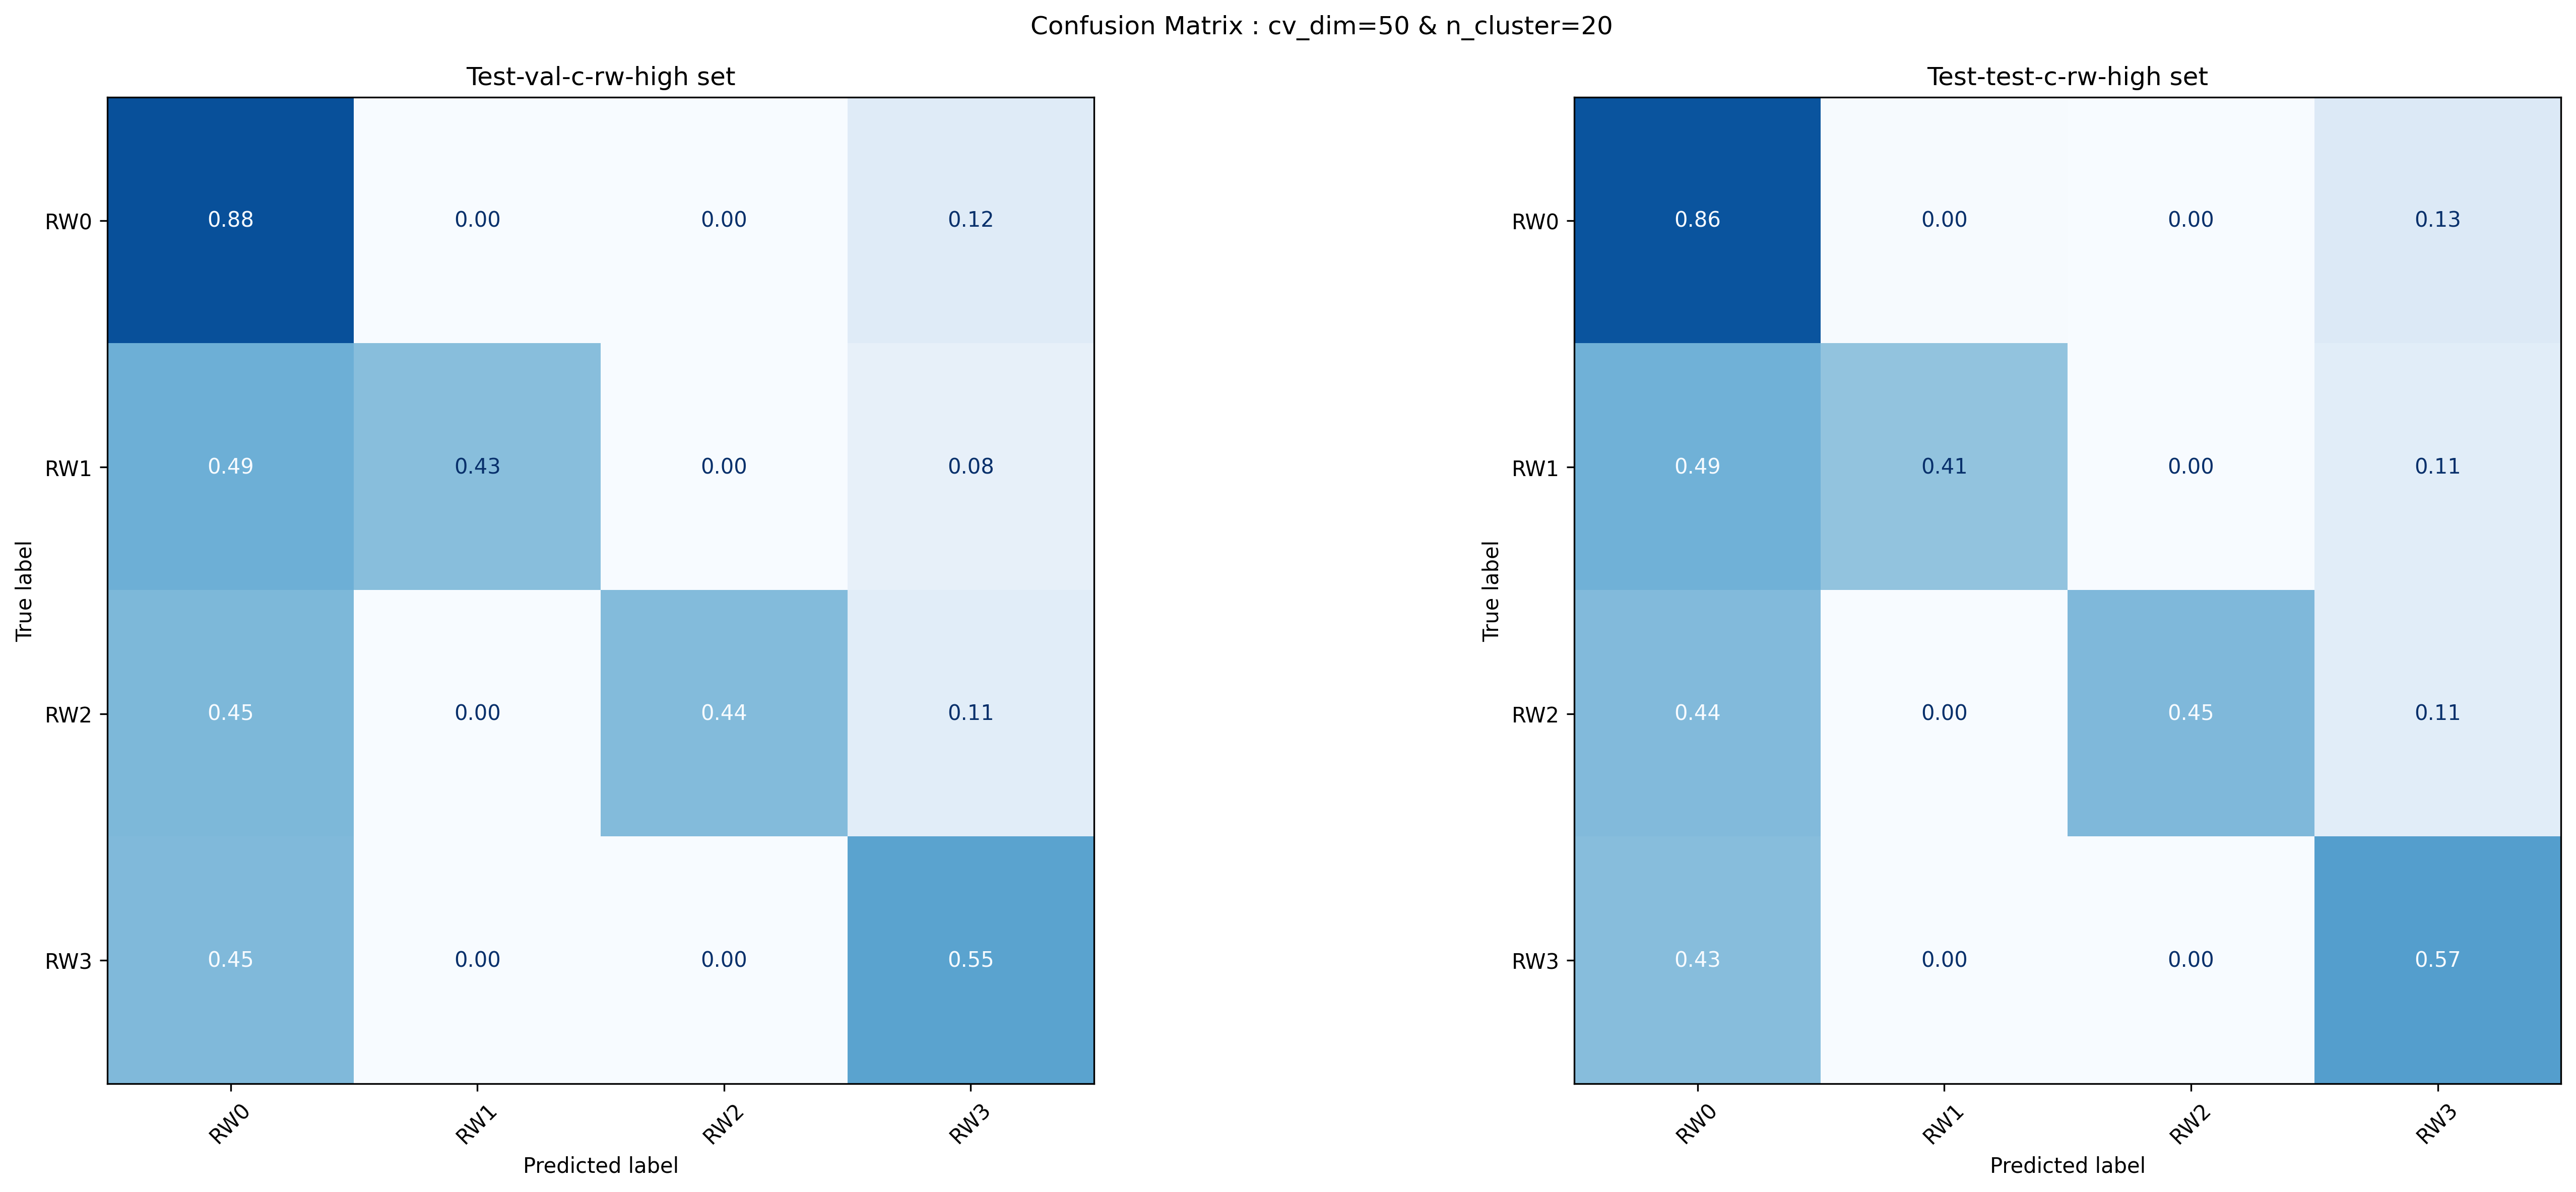 Confusion Matrix : cv_dim=50 & n_cluster=20
Test-val-c-rw-high set
RW0 0.88 0.00 0.00 0.12
RW1 0.49 0.43 0.00 0.08
RW2 0.45 0.00 0.44 0.11
RW3 0.45 0.00 0.00 0.55
True label
RW0 RW1 RW2 RW3
Predicted label
Test-test-c-rw-high set
RW0 0.86 0.00 0.00 0.13
RW1 0.49 0.41 0.00 0.11
RW2 0.44 0.00 0.45 0.11
RW3 0.43 0.00 0.00 0.57
True label
RW0 RW1 RW2 RW3
Predicted label